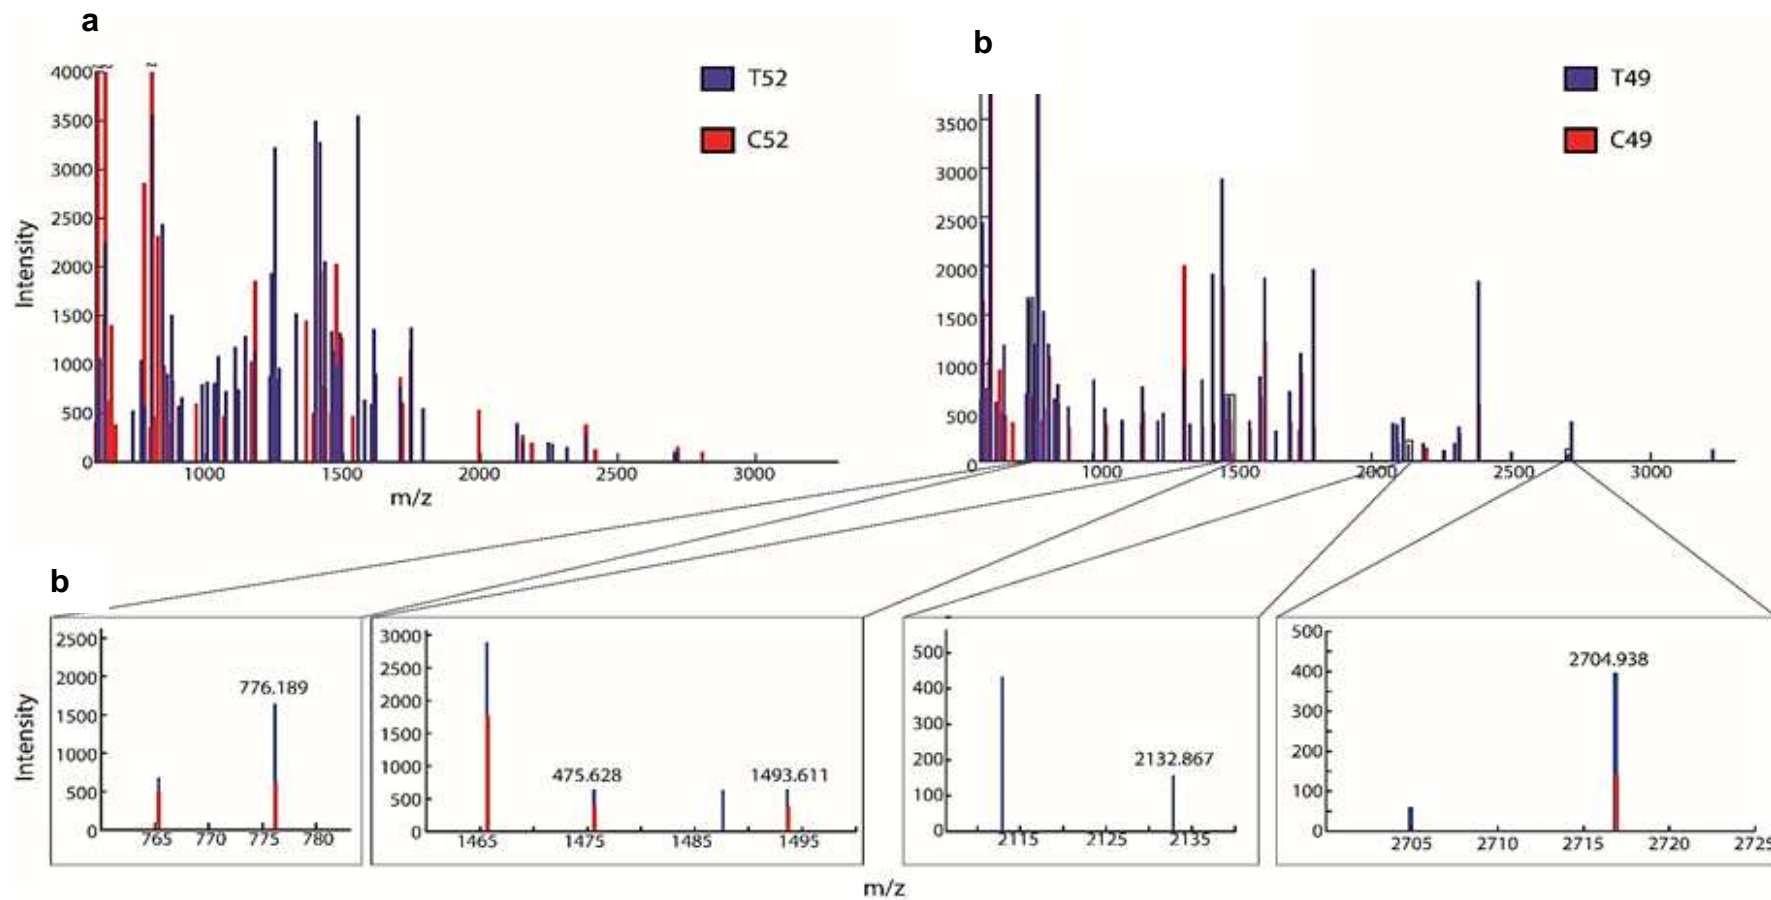 a
T52
C52
4000
3500
3000
2500
2000
1500
1000
500
0
Intensity
1000 1500 2000 2500 3000
m/z
b
T49
C49
3500
3000
2500
2000
1500
1000
500
0
1000 1500 2000 2500 3000
b
Intensity
2500
2000
1500
1000
500
0
776.189
765 770 775 780
3000
2500
2000
1500
1000
500
0
475.628
1493.611
1465 1475 1485 1495
500
400
300
200
100
0
2132.867
2115 2125 2135
500
400
300
200
100
0
2704.938
2705 2710 2715 2720 2725
m/z